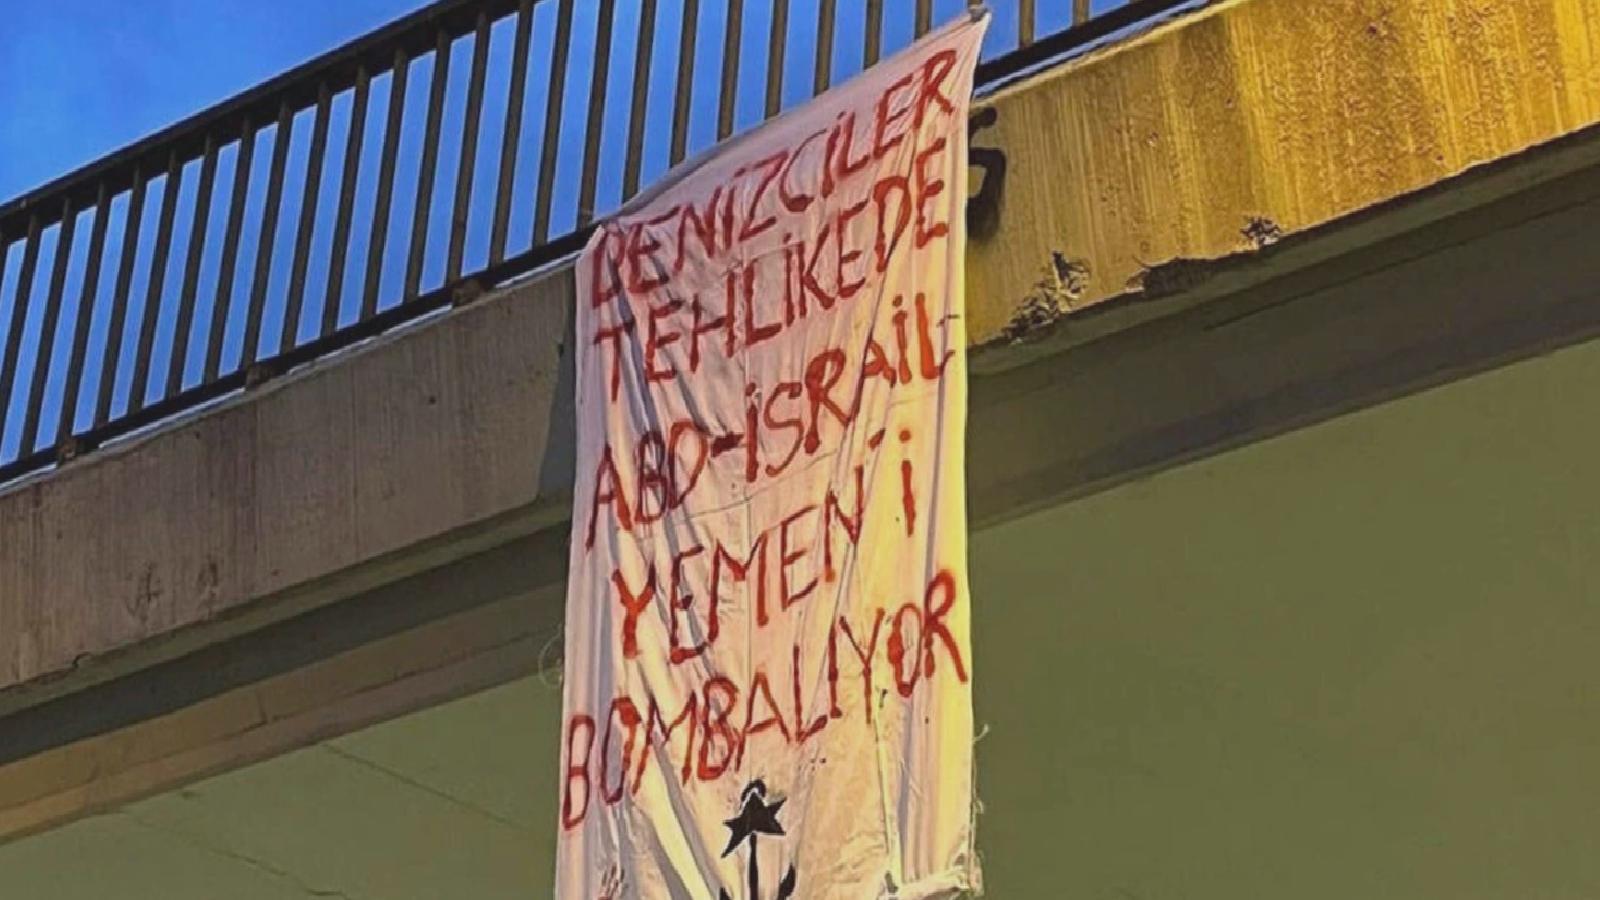 DENİZCİLER
TEHLİKEDE
ABD-İSRAİL
YEMEN'İ
BOMBALIYOR